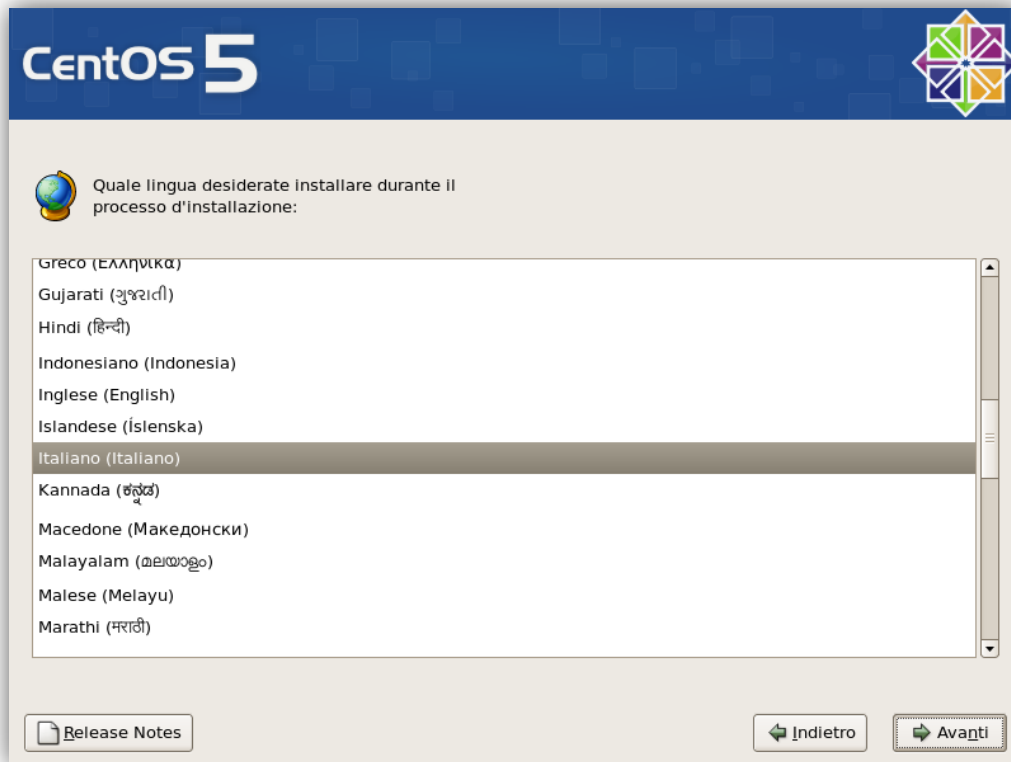 CentOS 5
Quale lingua desiderate installare durante il
processo d'installazione:
Greco (Ελληνικά)
Gujarati (ગુજરાતી)
Hindi (हिन्दी)
Indonesiano (Indonesia)
Inglese (English)
Islandese (Íslenska)
Italiano (Italiano)
Kannada (ಕನ್ನಡ)
Macedone (Македонски)
Malayalam (മലയാളം)
Malese (Melayu)
Marathi (मराठी)
Release Notes
Indietro
Avanti